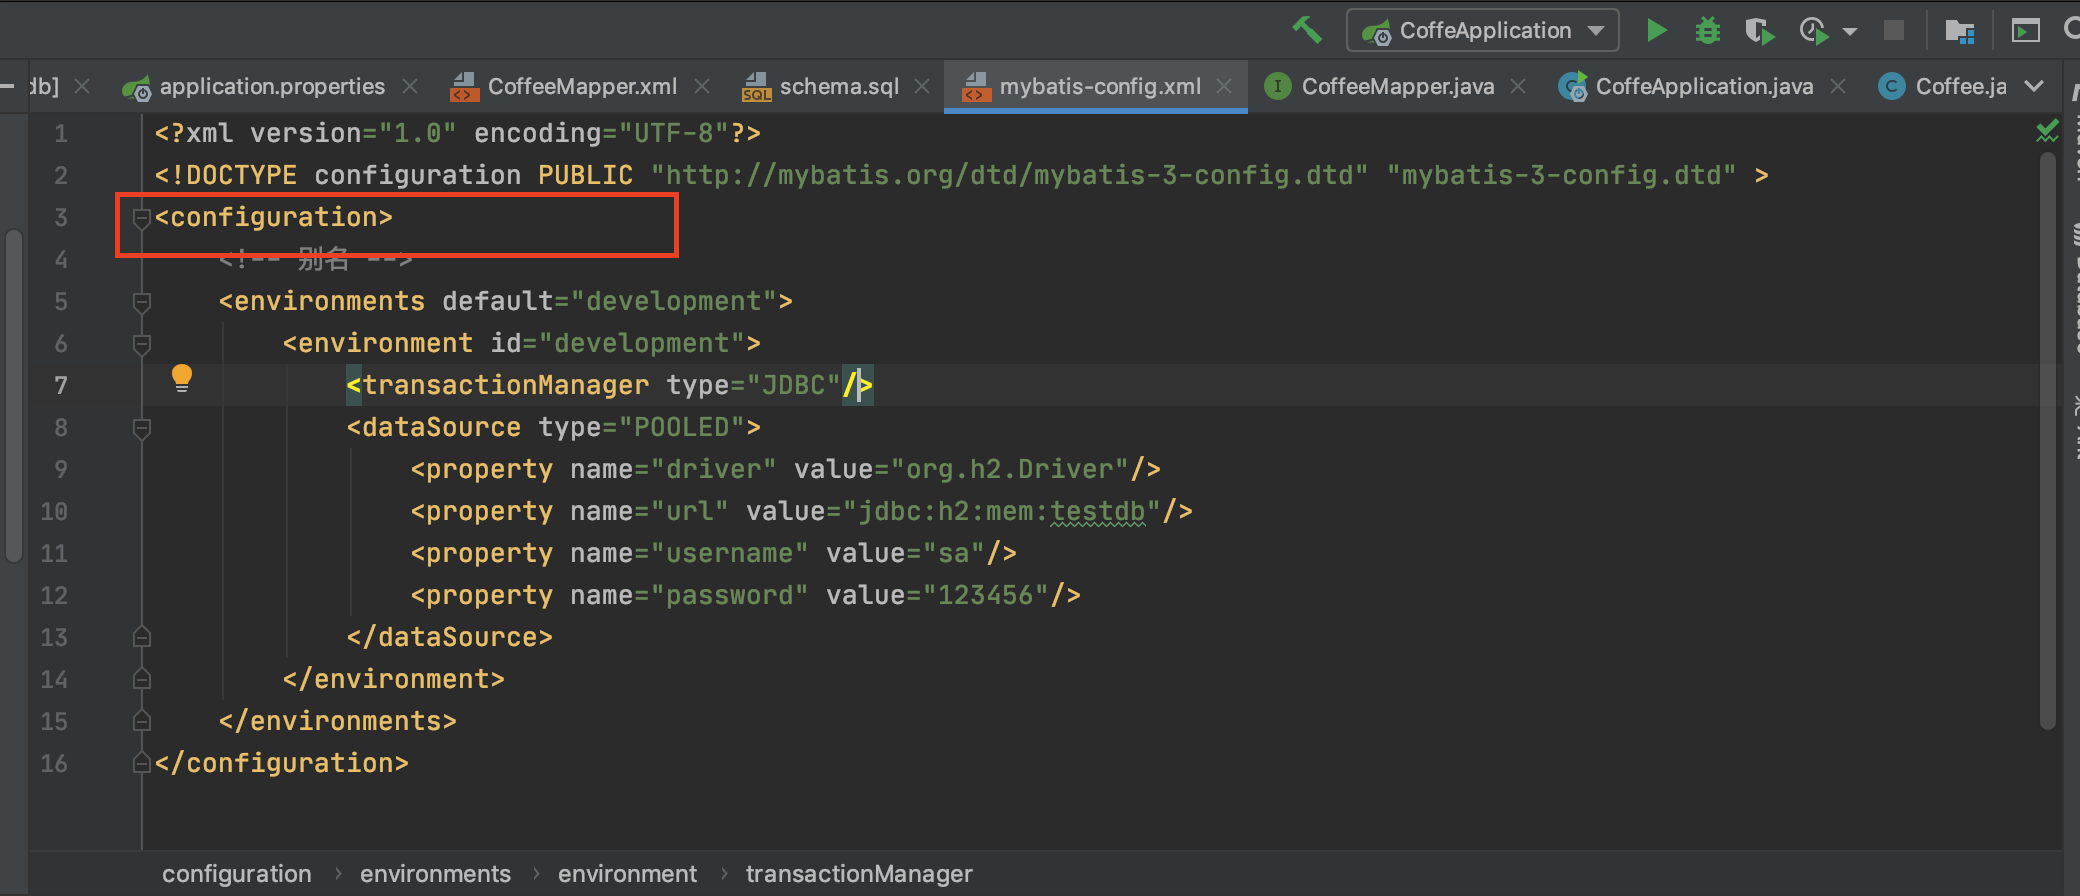 CoffeApplication
db] application.properties CoffeeMapper.xml schema.sql mybatis-config.xml CoffeeMapper.java CoffeApplication.java Coffee.ja
1 <?xml version="1.0" encoding="UTF-8"?>
2 <!DOCTYPE configuration PUBLIC "http://mybatis.org/dtd/mybatis-3-config.dtd" "mybatis-3-config.dtd" >
3 <configuration>
4 <!-- 别名 -->
5 <environments default="development">
6 <environment id="development">
7 <transactionManager type="JDBC"/>
8 <dataSource type="POOLED">
9 <property name="driver" value="org.h2.Driver"/>
10 <property name="url" value="jdbc:h2:mem:testdb"/>
11 <property name="username" value="sa"/>
12 <property name="password" value="123456"/>
13 </dataSource>
14 </environment>
15 </environments>
16 </configuration>
configuration › environments › environment › transactionManager